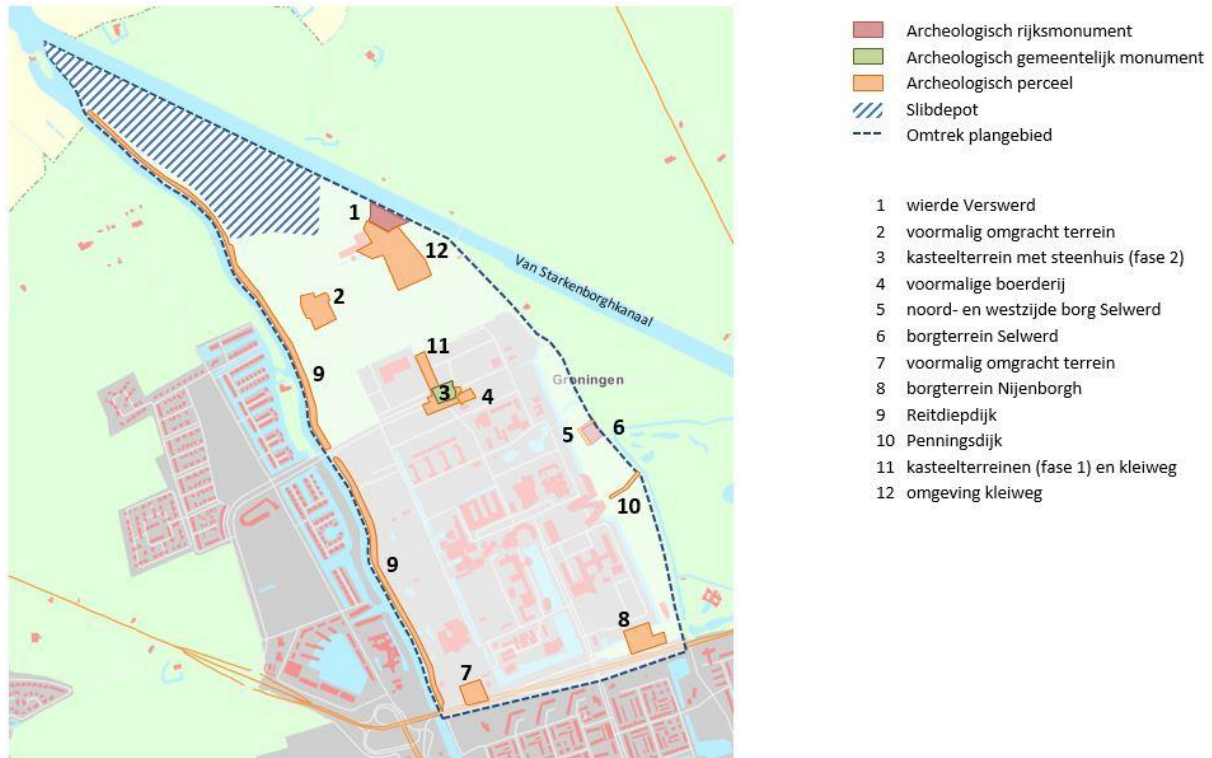 Archeologisch rijksmonument
Archeologisch gemeentelijk monument
Archeologisch perceel
Slibdepot
Omtrek plangebied
1 wierde Verswerd
2 voormalig omgracht terrein
3 kasteelterrein met steenhuis (fase 2)
4 voormalige boerderij
5 noord- en westzijde borg Selwerd
6 borgterrein Selwerd
7 voormalig omgracht terrein
8 borgterrein Nijenborgh
9 Reitdiepdijk
10 Penningsdijk
11 kasteelterreinen (fase 1) en kleiweg
12 omgeving kleiweg
1
12
Van Starkenborghkanaal
2
11
9
Groningen
3
4
5
6
10
9
8
7